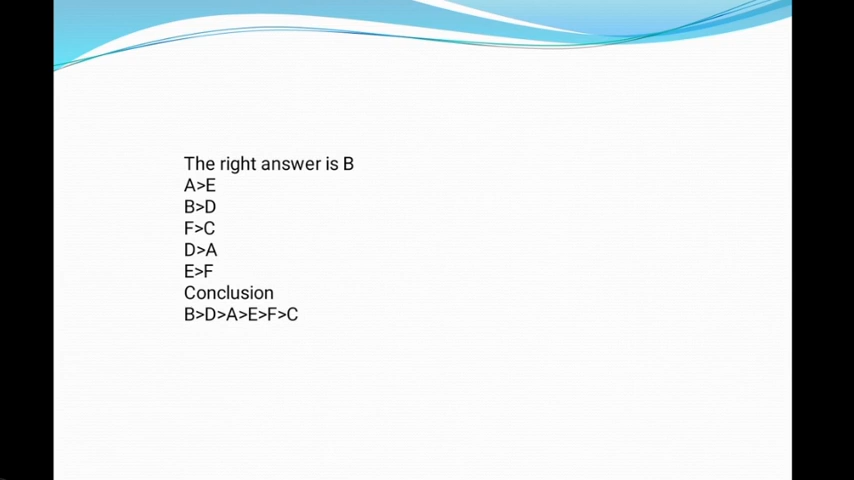 The right answer is B
A>E
B>D
F>C
D>A
E>F
Conclusion
B>D>A>E>F>C